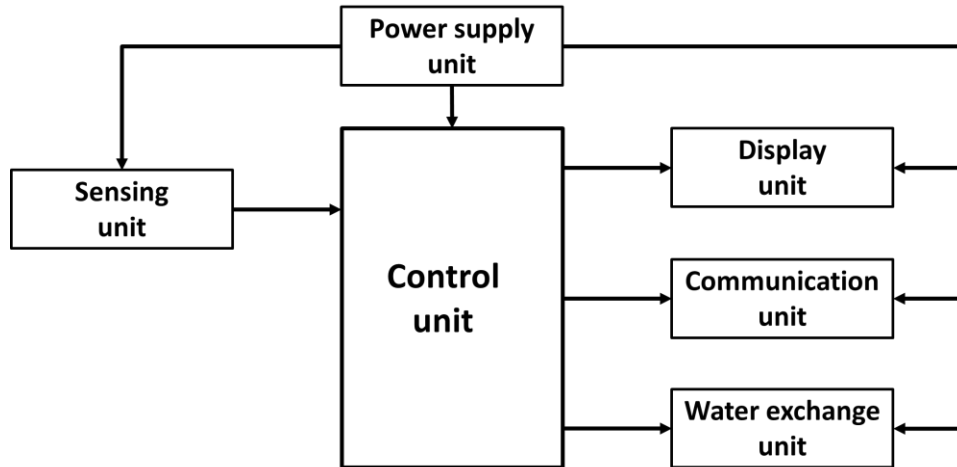 Power supply
unit
Sensing
unit
Control
unit
Display
unit
Communication
unit
Water exchange
unit